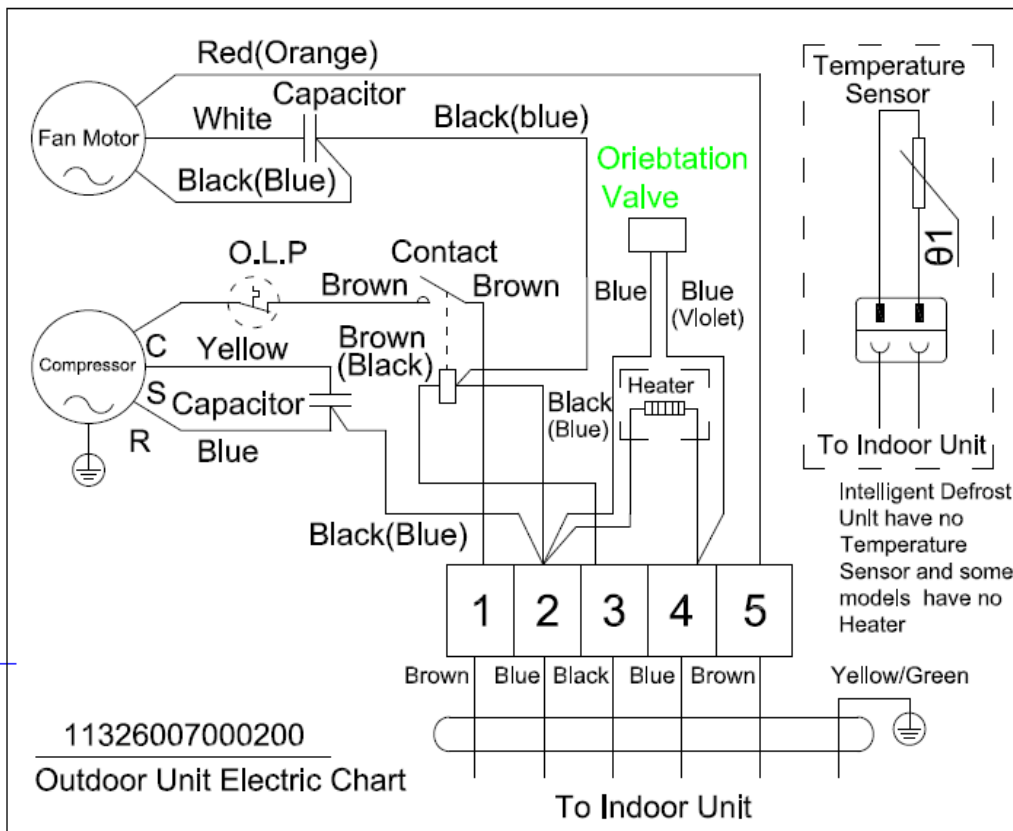 Red(Orange)
Capacitor
White
Black(blue)
Fan Motor
Black(Blue)
Oriebtation
Valve
Temperature
Sensor
θ1
O.L.P
Contact
Brown
Brown
Blue
Blue
(Violet)
C
Yellow
Brown
(Black)
Compressor
S
Capacitor
R
Blue
Heater
Black
(Blue)
To Indoor Unit
Black(Blue)
Intelligent Defrost
Unit have no
Temperature
Sensor and some
models have no
Heater
1 2 3 4 5
Brown Blue Black Blue Brown
Yellow/Green
11326007000200
Outdoor Unit Electric Chart
To Indoor Unit